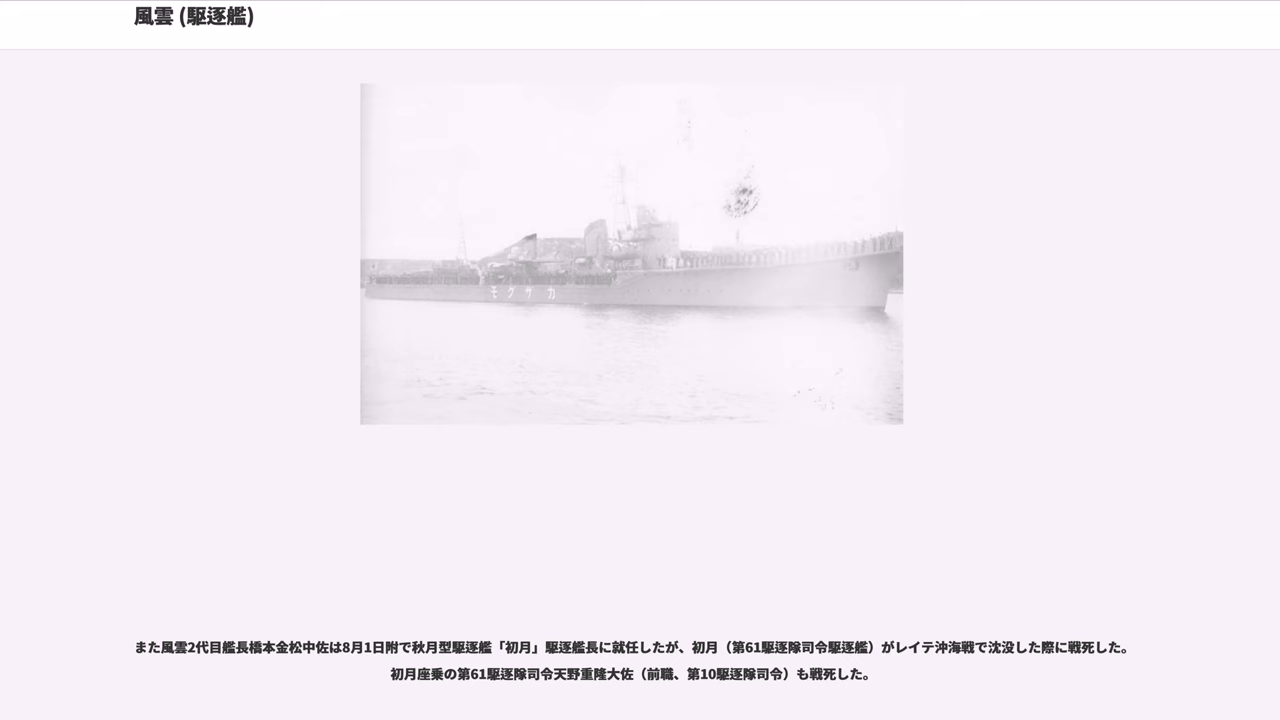 風雲 (駆逐艦)
モグサカ
また風雲2代目艦長橋本金松中佐は8月1日附で秋月型駆逐艦「初月」駆逐艦長に就任したが、初月（第61駆逐隊司令駆逐艦）がレイテ沖海戦で沈没した際に戦死した。
初月座乗の第61駆逐隊司令天野重隆大佐（前職、第10駆逐隊司令）も戦死した。